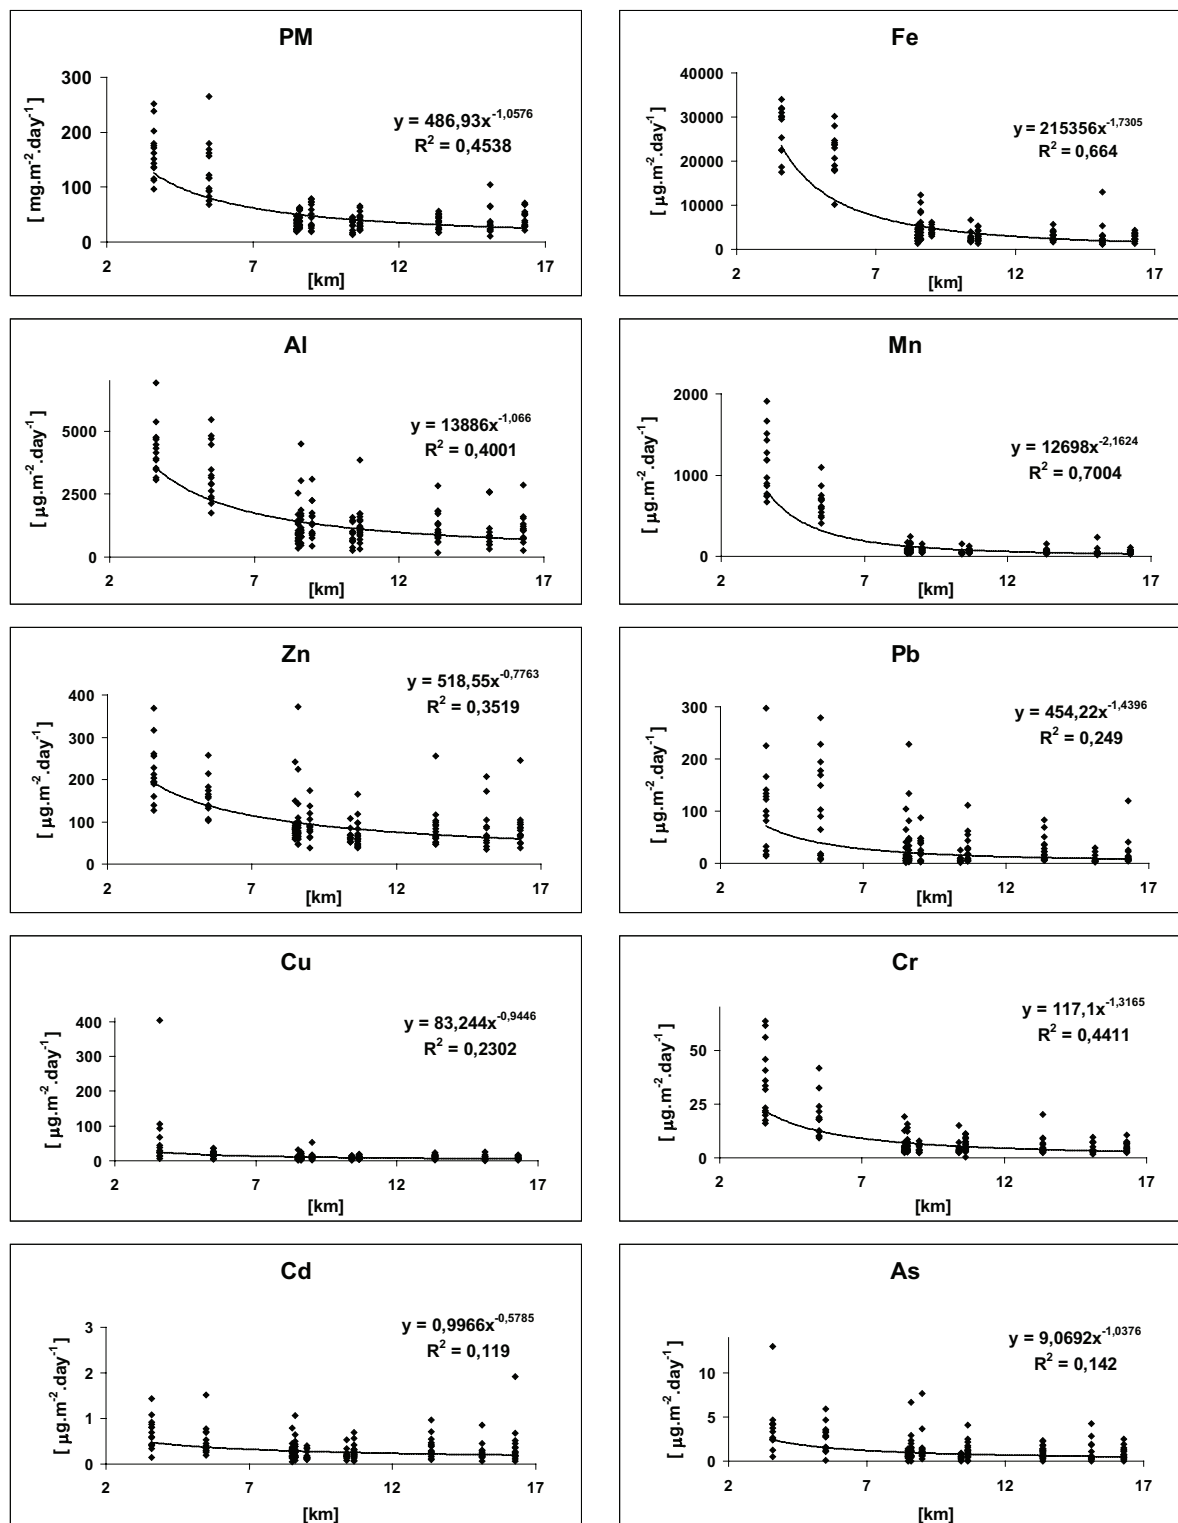 PM
[ mg.m-2.day-1 ]
300
200
100
0
y = 486,93x-1,0576
R2 = 0,4538
2 7 12 17
[km]
Fe
[ µg.m-2.day-1 ]
40000
30000
20000
10000
0
y = 215356x-1,7305
R2 = 0,664
2 7 12 17
[km]
Al
[ µg.m-2.day-1 ]
5000
2500
0
y = 13886x-1,066
R2 = 0,4001
2 7 12 17
[km]
Mn
[ µg.m-2.day-1 ]
2000
1000
0
y = 12698x-2,1624
R2 = 0,7004
2 7 12 17
[km]
Zn
[ µg.m-2.day-1 ]
400
300
200
100
0
y = 518,55x-0,7763
R2 = 0,3519
2 7 12 17
[km]
Pb
[ µg.m-2.day-1 ]
300
200
100
50
0
y = 454,22x-1,4396
R2 = 0,249
2 7 12 17
[km]
Cu
[ µg.m-2.day-1 ]
400
300
200
100
0
y = 83,244x-0,9446
R2 = 0,2302
2 7 12 17
[km]
Cr
[ µg.m-2.day-1 ]
50
25
0
y = 117,1x-1,3165
R2 = 0,4411
2 7 12 17
[km]
Cd
[ µg.m-2.day-1 ]
3
2
1
0
y = 0,9966x-0,5785
R2 = 0,119
2 7 12 17
[km]
As
[ µg.m-2.day-1 ]
10
5
0
y = 9,0692x-1,0376
R2 = 0,142
2 7 12 17
[km]